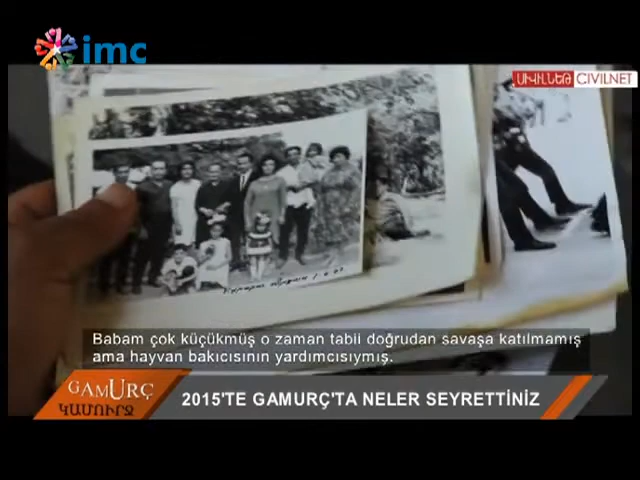 imc
ՍԻՎԻԼՆԵԹ CIVILNET
Babam çok küçükmüş o zaman tabii doğrudan savaşa katılmamış
ama hayvan bakıcısının yardımcısıymış.
GAMURÇ
ԿԱՄՈՒՐՋ
2015'TE GAMURÇ'TA NELER SEYRETTİNİZ